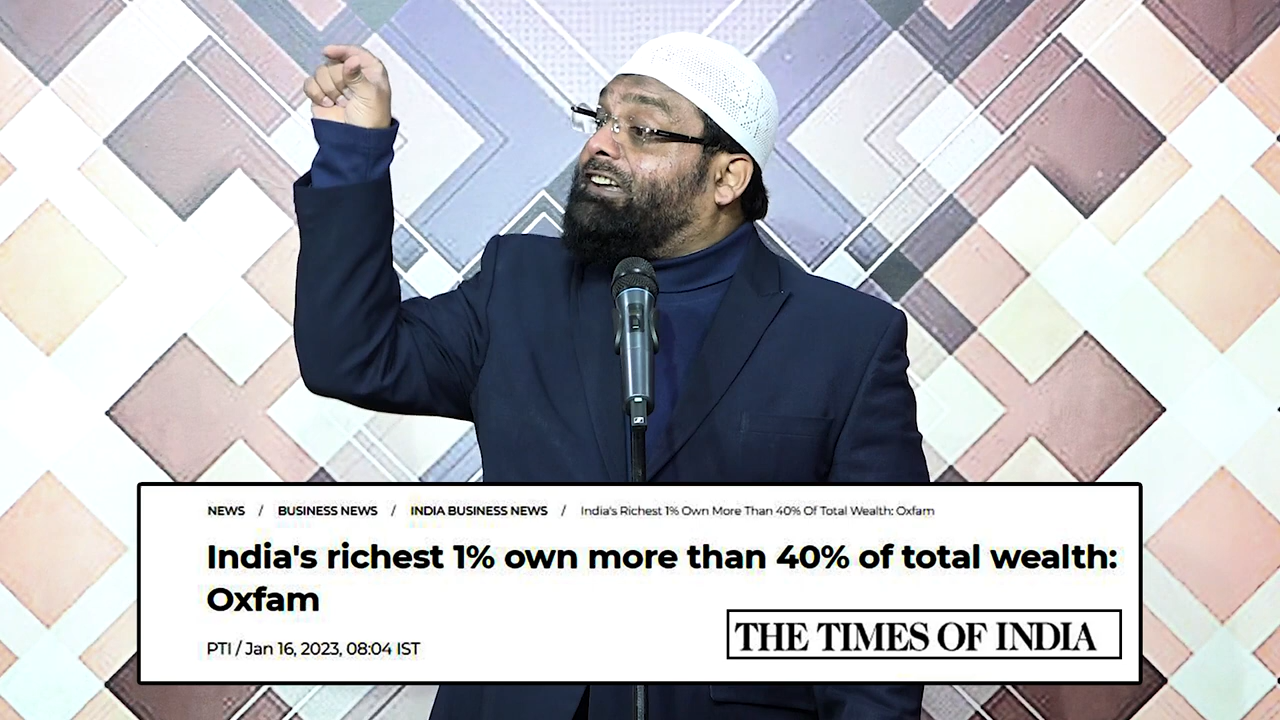 NEWS / BUSINESS NEWS / INDIA BUSINESS NEWS / India's Richest 1% Own More Than 40% Of Total Wealth: Oxfam
India's richest 1% own more than 40% of total wealth:
Oxfam
PTI / Jan 16, 2023, 08:04 IST
THE TIMES OF INDIA